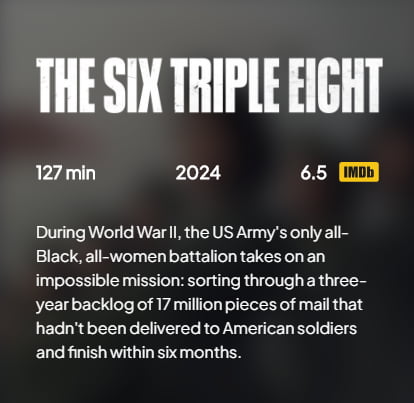 THE SIX TRIPLE EIGHT
127 min 2024 6.5 IMDb
During World War II, the US Army's only all-
Black, all-women battalion takes on an
impossible mission: sorting through a three-
year backlog of 17 million pieces of mail that
hadn't been delivered to American soldiers
and finish within six months.